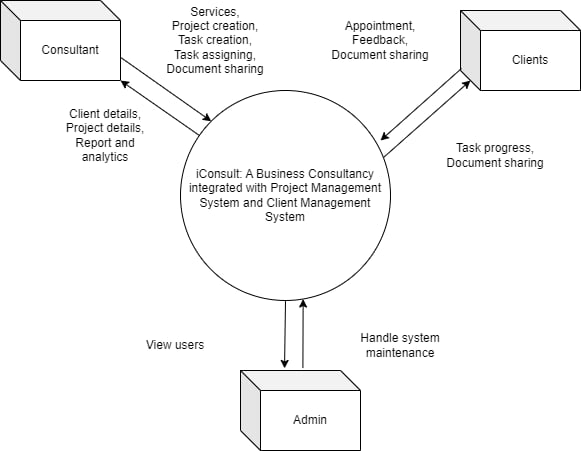 Consultant
Services,
Project creation,
Task creation,
Task assigning,
Document sharing
Appointment,
Feedback,
Document sharing
Clients
Client details,
Project details,
Report and
analytics
Task progress,
Document sharing
iConsult: A Business Consultancy
integrated with Project Management
System and Client Management
System
View users
Handle system
maintenance
Admin